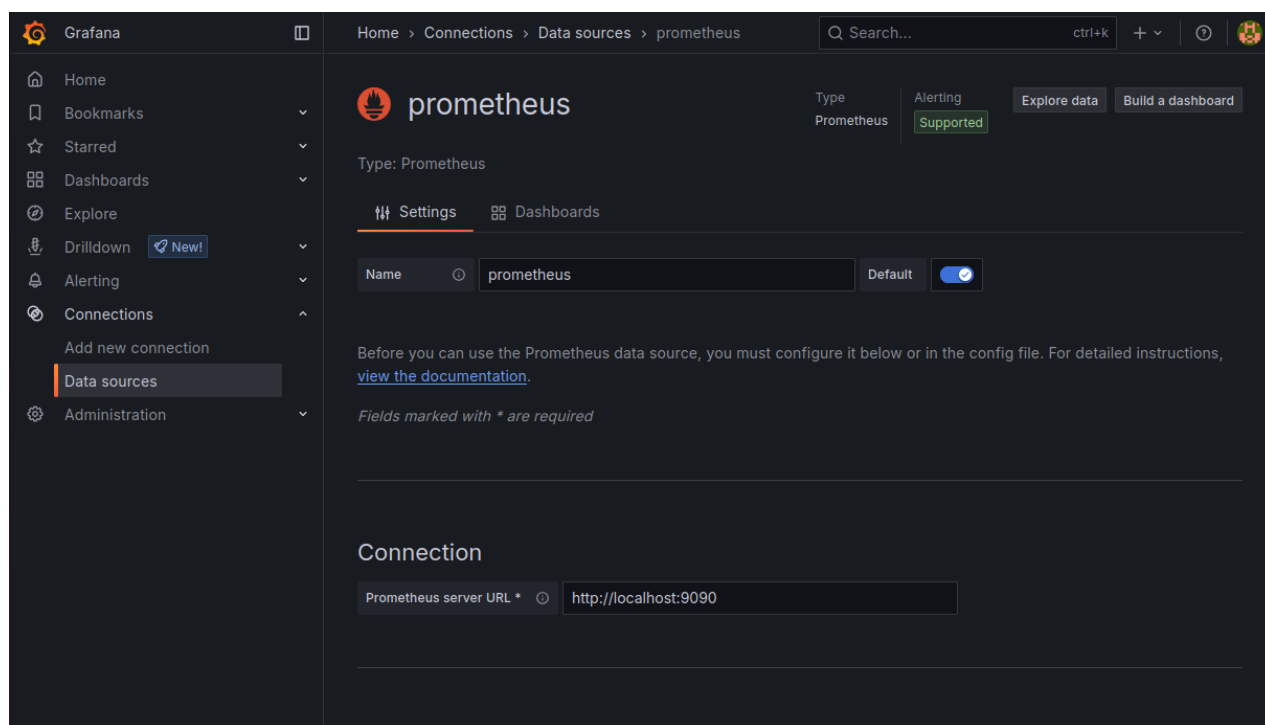 Grafana
Home › Connections › Data sources › prometheus
Search...
ctrl+k
Home
Bookmarks
Starred
Dashboards
Explore
Drilldown
New!
Alerting
Connections
Add new connection
Data sources
Administration
prometheus
Type
Prometheus
Alerting
Supported
Explore data
Build a dashboard
Type: Prometheus
Settings
Dashboards
Name
prometheus
Default
Before you can use the Prometheus data source, you must configure it below or in the config file. For detailed instructions,
view the documentation.
Fields marked with * are required
Connection
Prometheus server URL *
http://localhost:9090